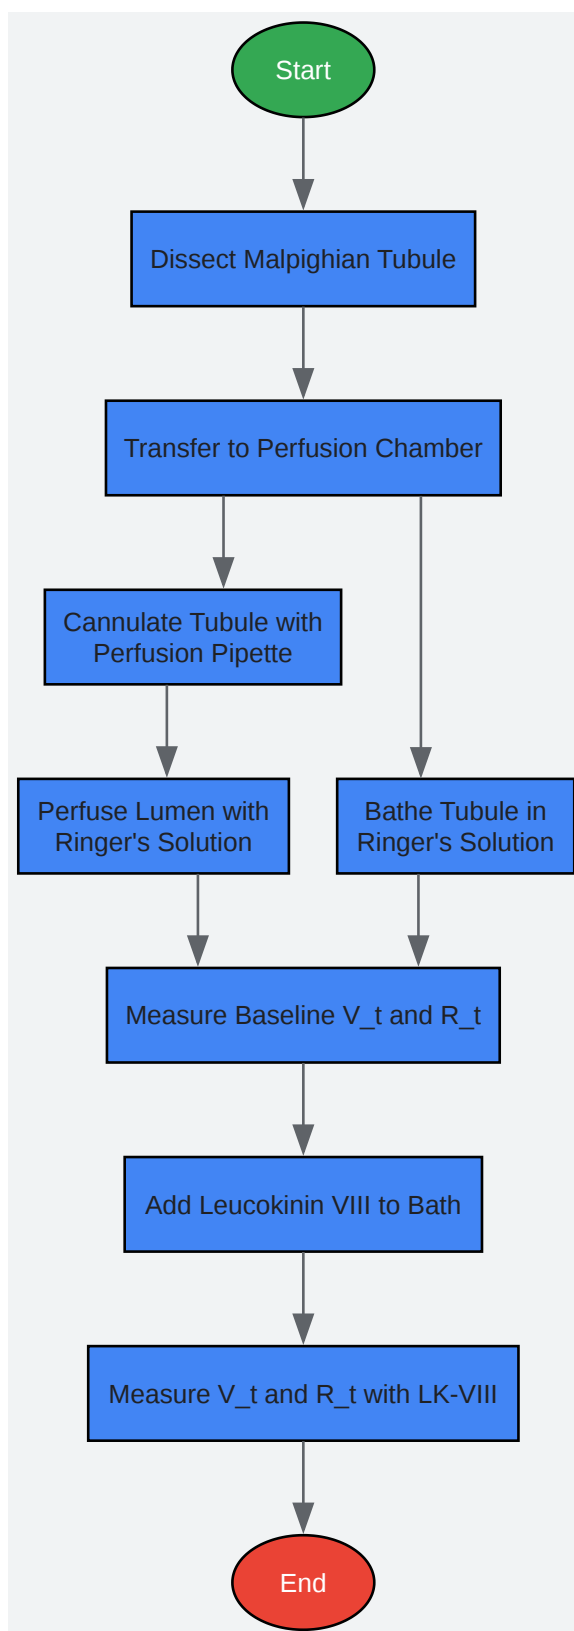 Start
Dissect Malpighian Tubule
Transfer to Perfusion Chamber
Cannulate Tubule with
Perfusion Pipette
Perfuse Lumen with
Ringer's Solution
Bathe Tubule in
Ringer's Solution
Measure Baseline V_t and R_t
Add Leucokinin VIII to Bath
Measure V_t and R_t with LK-VIII
End